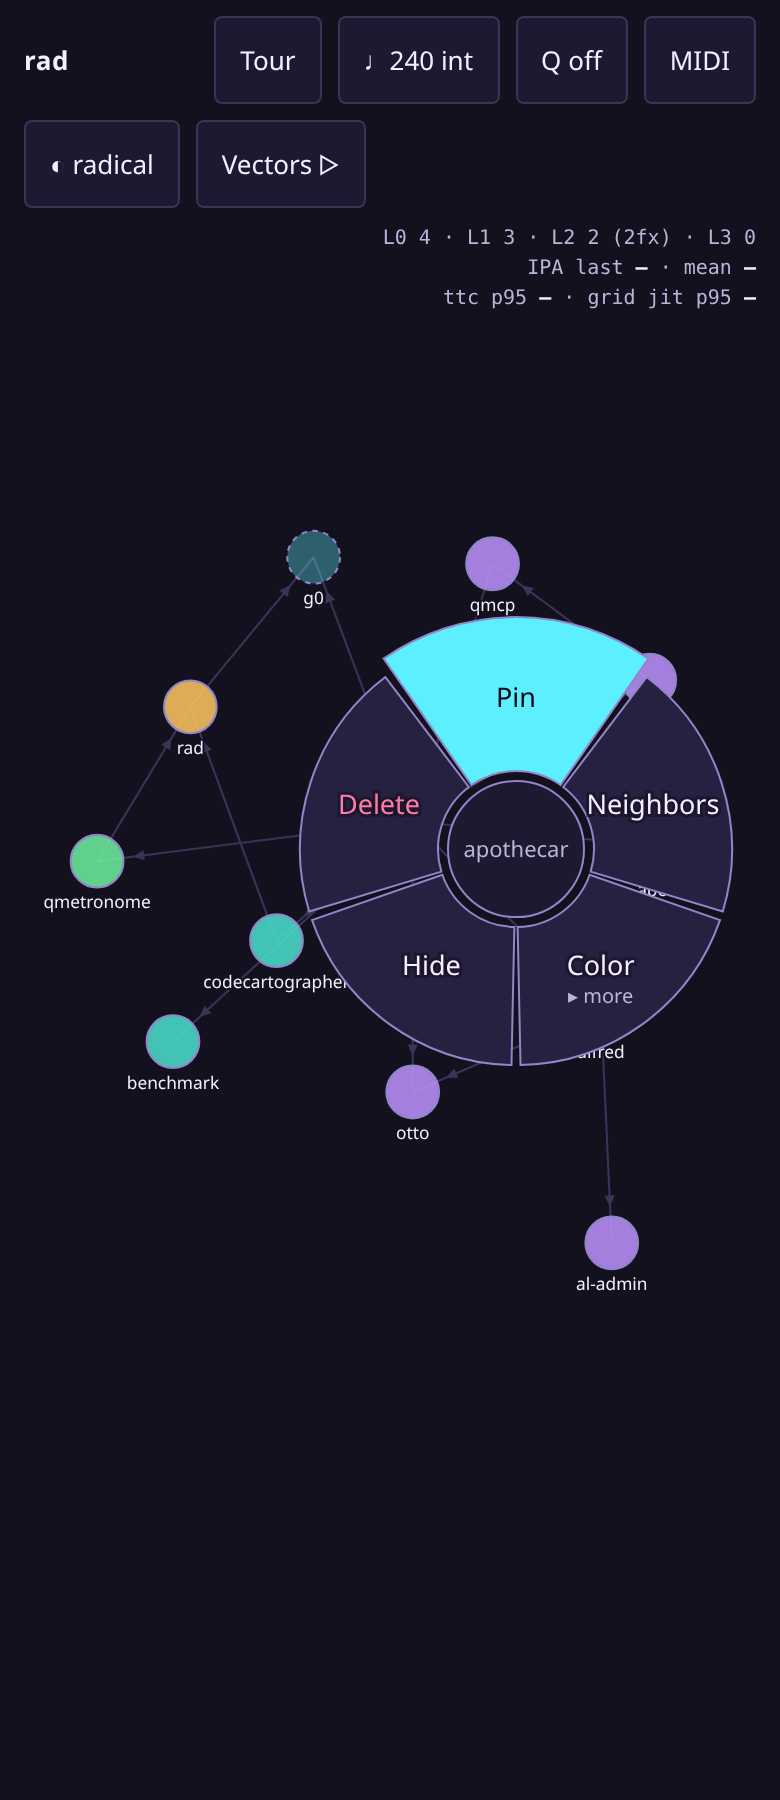 rad
Tour
♩ 240 int
Q off
MIDI
◐ radical
Vectors ▷
L0 4 · L1 3 · L2 2 (2fx) · L3 0
IPA last — · mean —
ttc p95 — · grid jit p95 —
g0
qmcp
Pin
rad
Delete
Neighbors
apothecar
qmetronome
Hide
Color
▸ more
codecartographer
benchmark
otto
al-admin